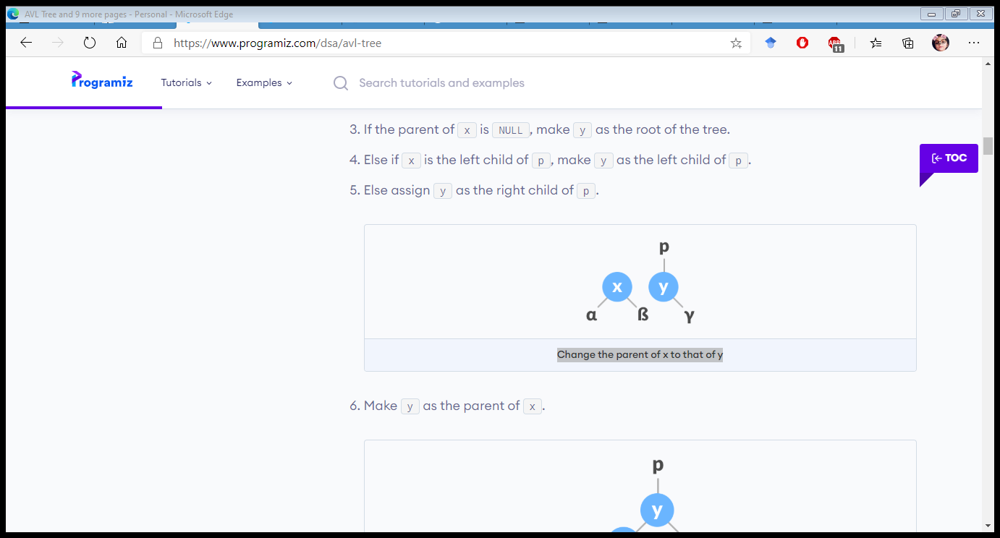 AVL Tree and 9 more pages - Personal - Microsoft Edge
https://www.programiz.com/dsa/avl-tree
ABP
11
Programiz
Tutorials
Examples
Search tutorials and examples
3. If the parent of x is NULL, make y as the root of the tree.
4. Else if x is the left child of p, make y as the left child of p.
TOC
5. Else assign y as the right child of p.
p
x y
α ß γ
Change the parent of x to that of y
6. Make y as the parent of x.
p
y